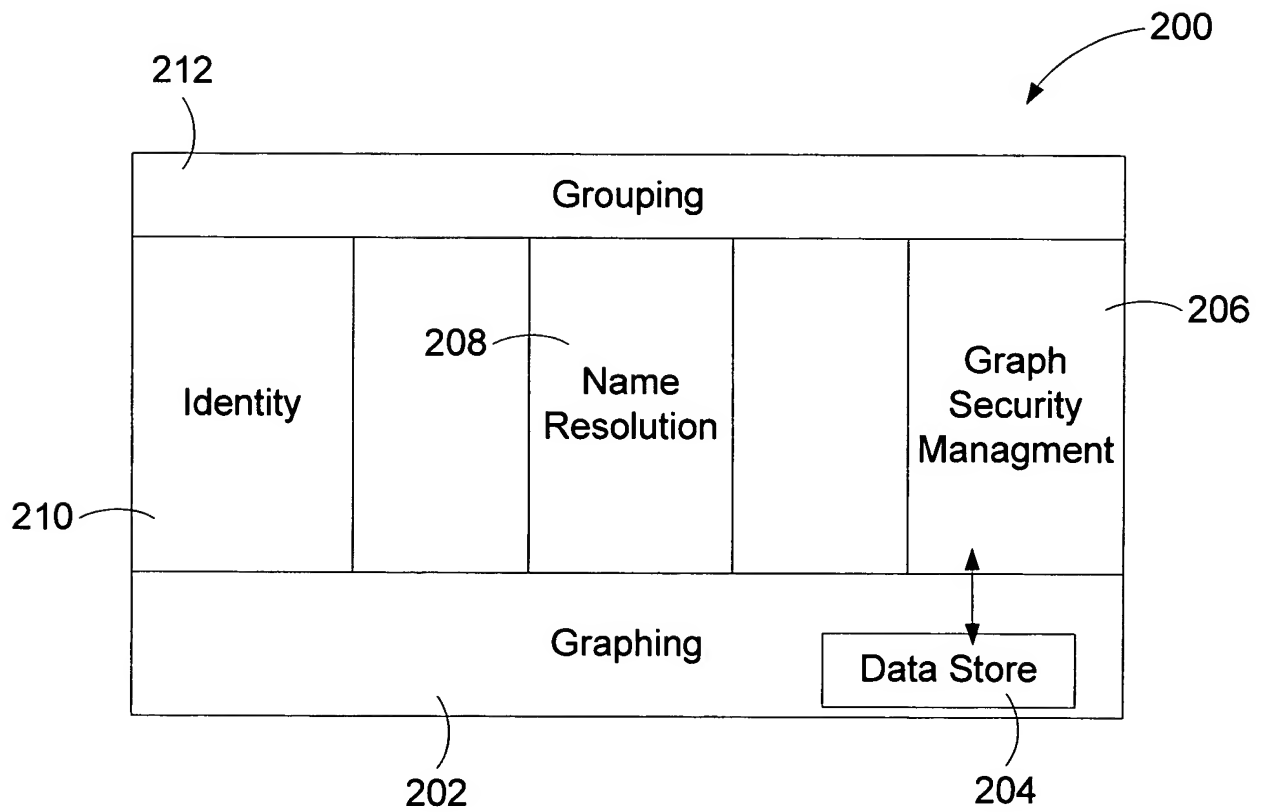 200
212
Grouping
206
208
Identity
Name
Resolution
Graph
Security
Managment
210
Graphing
Data Store
202
204